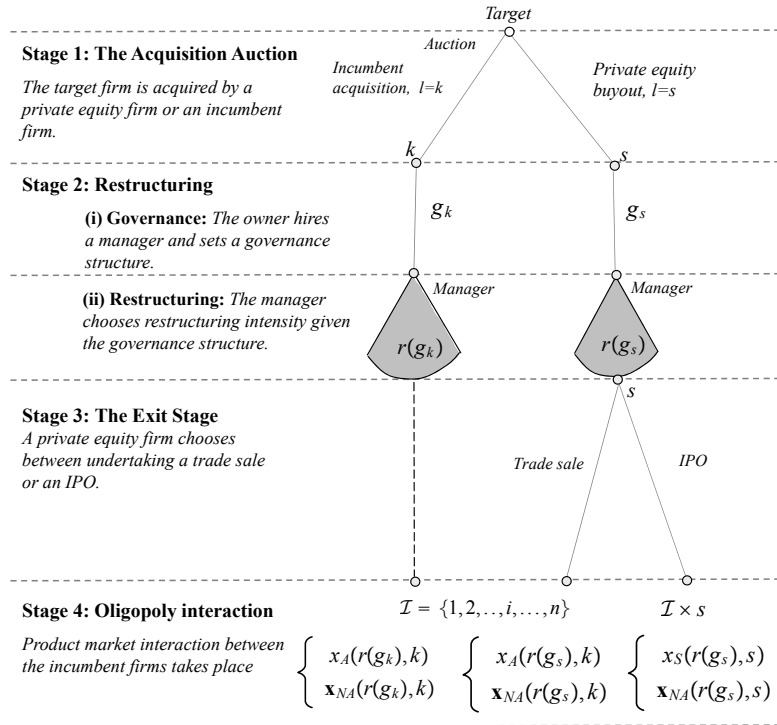 Target
Stage 1: The Acquisition Auction
Auction
The target firm is acquired by a
private equity firm or an incumbent
firm.
Incumbent
acquisition, l=k
Private equity
buyout, l=s
k
s
Stage 2: Restructuring
(i) Governance: The owner hires
a manager and sets a governance
structure.
g_k
g_s
(ii) Restructuring: The manager
chooses restructuring intensity given
the governance structure.
Manager
Manager
r(g_k)
r(g_s)
Stage 3: The Exit Stage
A private equity firm chooses
between undertaking a trade sale
or an IPO.
s
Trade sale
IPO
Stage 4: Oligopoly interaction
ℐ = {1,2,..,i,…,n}
ℐ × s
Product market interaction between
the incumbent firms takes place
x_A(r(g_k),k)
x_NA(r(g_k),k)
x_A(r(g_s),k)
x_NA(r(g_s),k)
x_S(r(g_s),s)
x_NA(r(g_s),s)